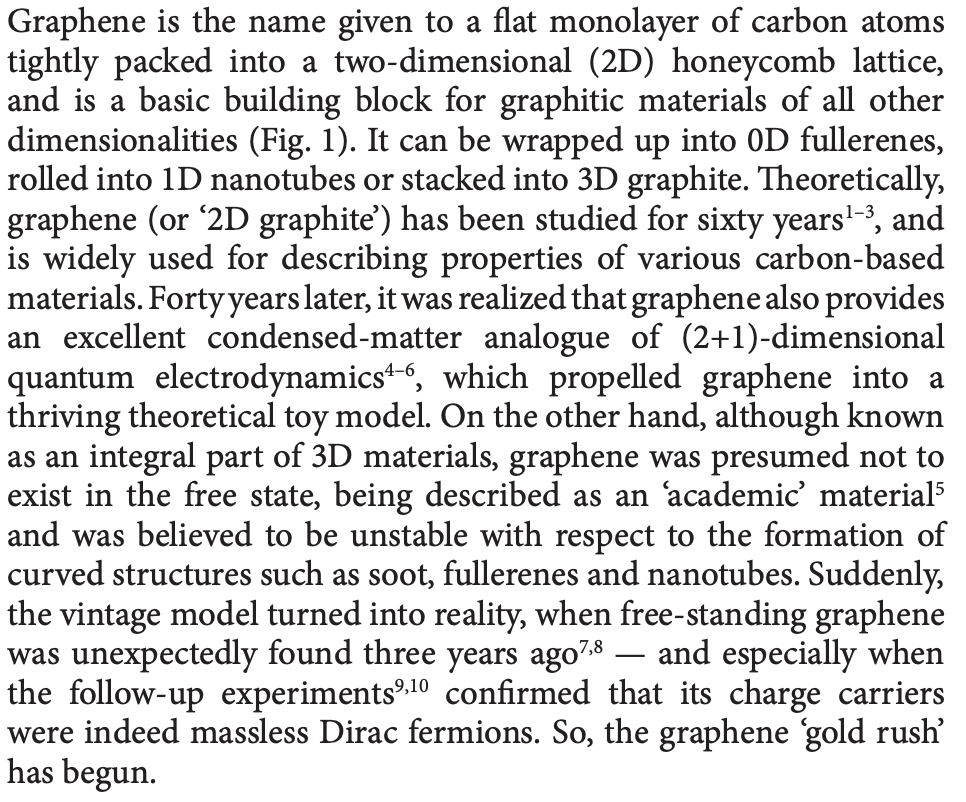 Graphene is the name given to a flat monolayer of carbon atoms
tightly packed into a two-dimensional (2D) honeycomb lattice,
and is a basic building block for graphitic materials of all other
dimensionalities (Fig. 1). It can be wrapped up into 0D fullerenes,
rolled into 1D nanotubes or stacked into 3D graphite. Theoretically,
graphene (or ‘2D graphite’) has been studied for sixty years¹⁻³, and
is widely used for describing properties of various carbon-based
materials. Forty years later, it was realized that graphene also provides
an excellent condensed-matter analogue of (2+1)-dimensional
quantum electrodynamics⁴⁻⁶, which propelled graphene into a
thriving theoretical toy model. On the other hand, although known
as an integral part of 3D materials, graphene was presumed not to
exist in the free state, being described as an ‘academic’ material⁵
and was believed to be unstable with respect to the formation of
curved structures such as soot, fullerenes and nanotubes. Suddenly,
the vintage model turned into reality, when free-standing graphene
was unexpectedly found three years ago⁷,⁸ — and especially when
the follow-up experiments⁹,¹⁰ confirmed that its charge carriers
were indeed massless Dirac fermions. So, the graphene ‘gold rush’
has begun.